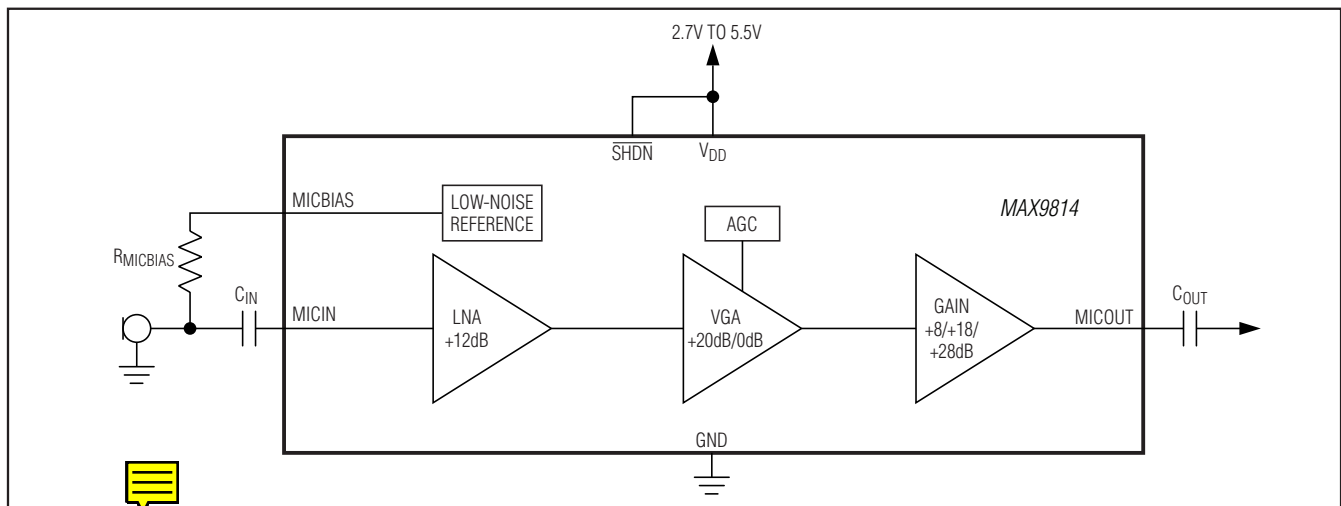 2.7V TO 5.5V
SHDN
VDD
MICBIAS
LOW-NOISE
REFERENCE
AGC
MAX9814
RMICBIAS
CIN
MICIN
LNA
+12dB
VGA
+20dB/0dB
GAIN
+8/+18/
+28dB
MICOUT
COUT
GND